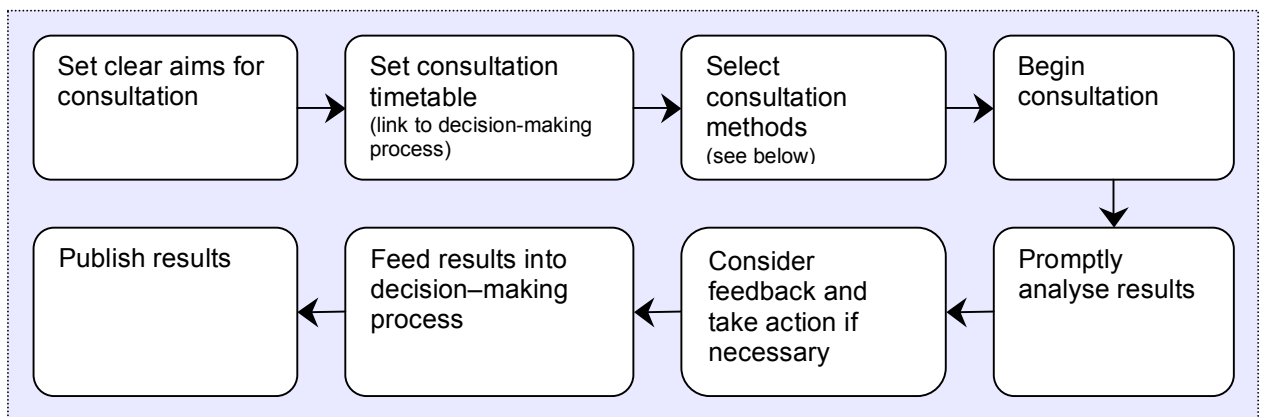 Set clear aims for
consultation
Set consultation
timetable
(link to decision-making
process)
Select
consultation
methods
(see below)
Begin
consultation
Promptly
analyse results
Consider
feedback and
take action if
necessary
Feed results into
decision–making
process
Publish results